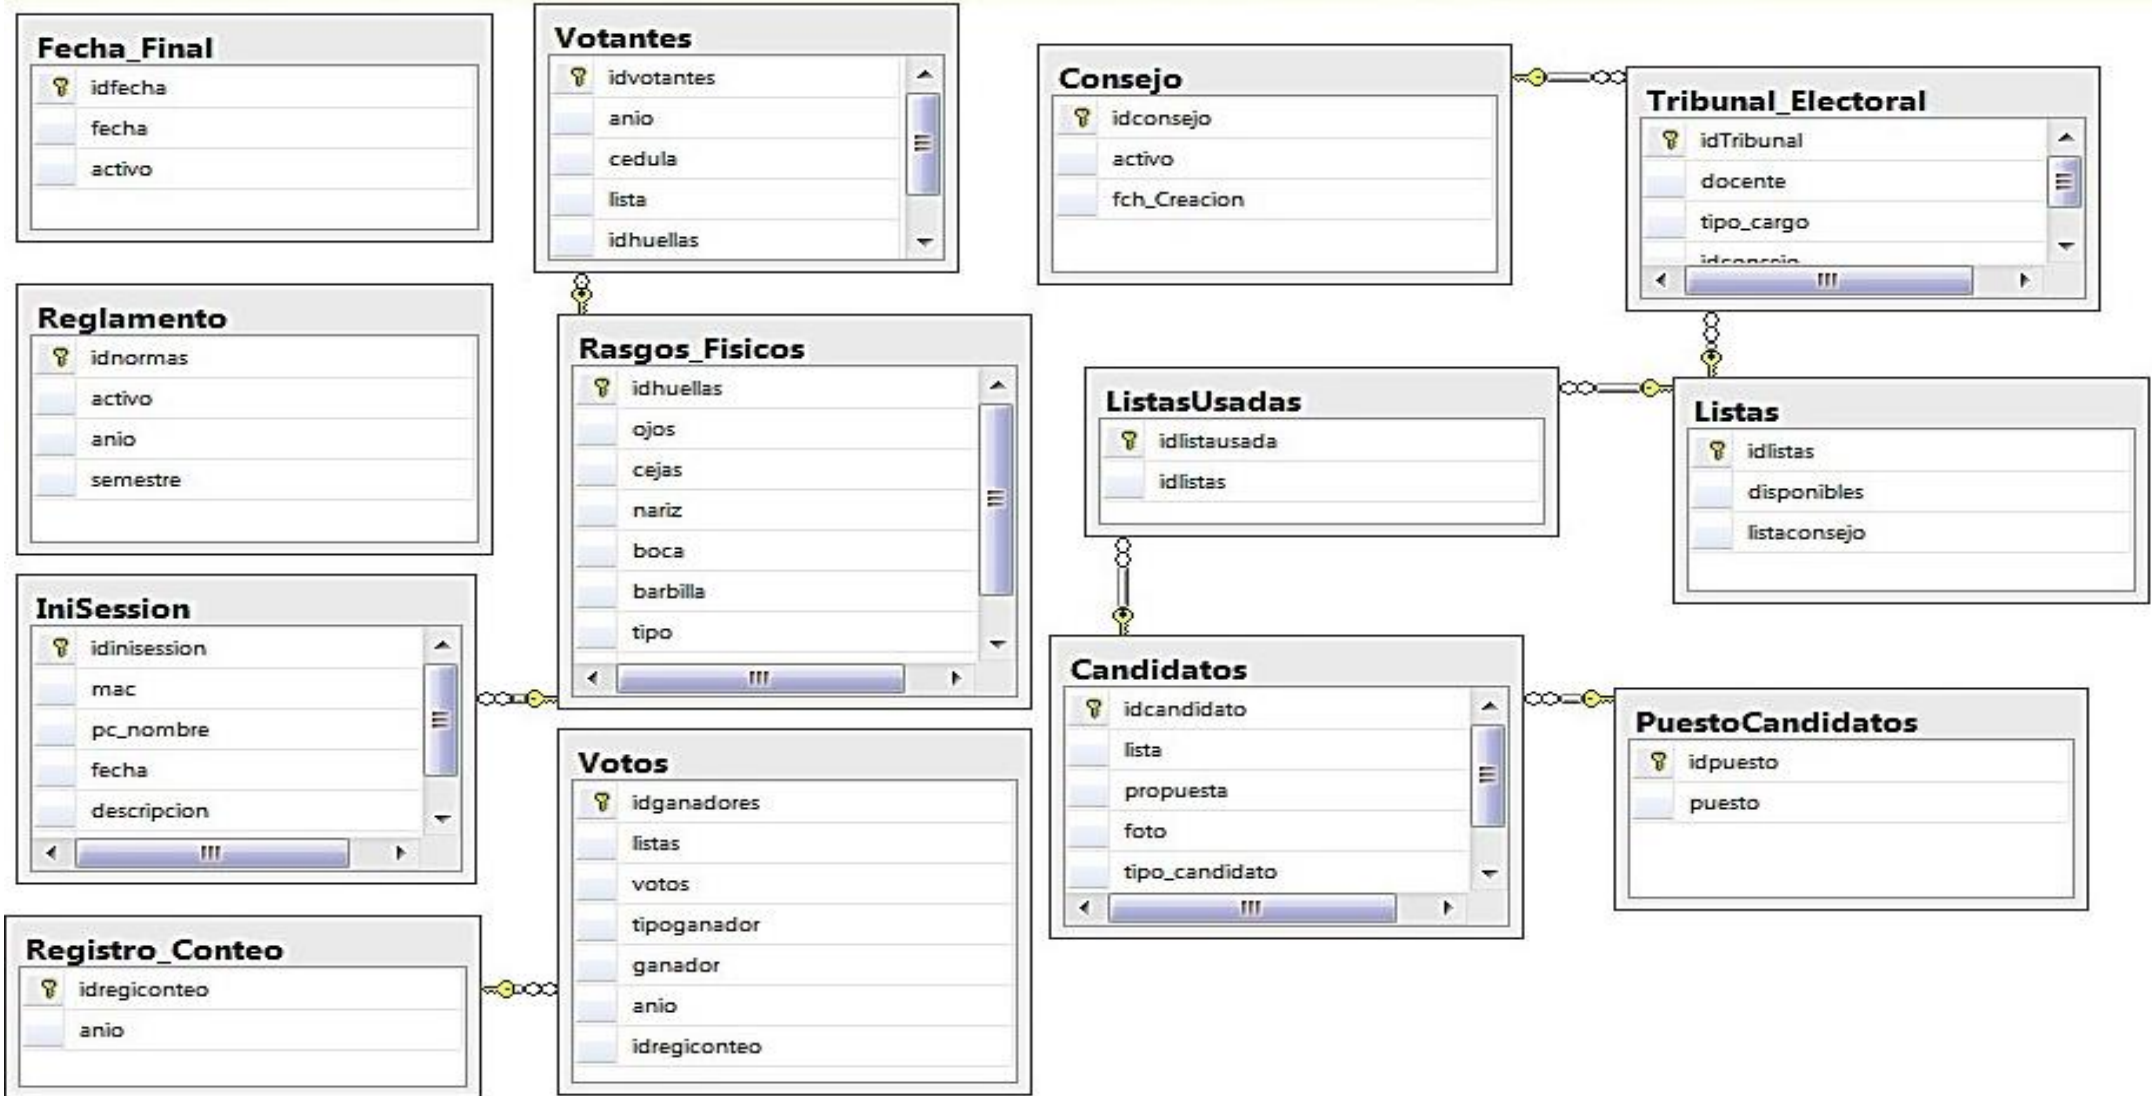 Fecha_Final
idfecha
fecha
activo
Votantes
idvotantes
anio
cedula
lista
idhuellas
Consejo
idconsejo
activo
fch_Creacion
Tribunal_Electoral
idTribunal
docente
tipo_cargo
idconsejo
Reglamento
idnormas
activo
anio
semestre
Rasgos_Fisicos
idhuellas
ojos
cejas
nariz
boca
barbilla
tipo
ListasUsadas
idlistausada
idlistas
Listas
idlistas
disponibles
listaconsejo
IniSession
idinisession
mac
pc_nombre
fecha
descripcion
Votos
idganadores
listas
votos
tipoganador
ganador
anio
idregiconteo
Candidatos
idcandidato
lista
propuesta
foto
tipo_candidato
PuestoCandidatos
idpuesto
puesto
Registro_Conteo
idregiconteo
anio